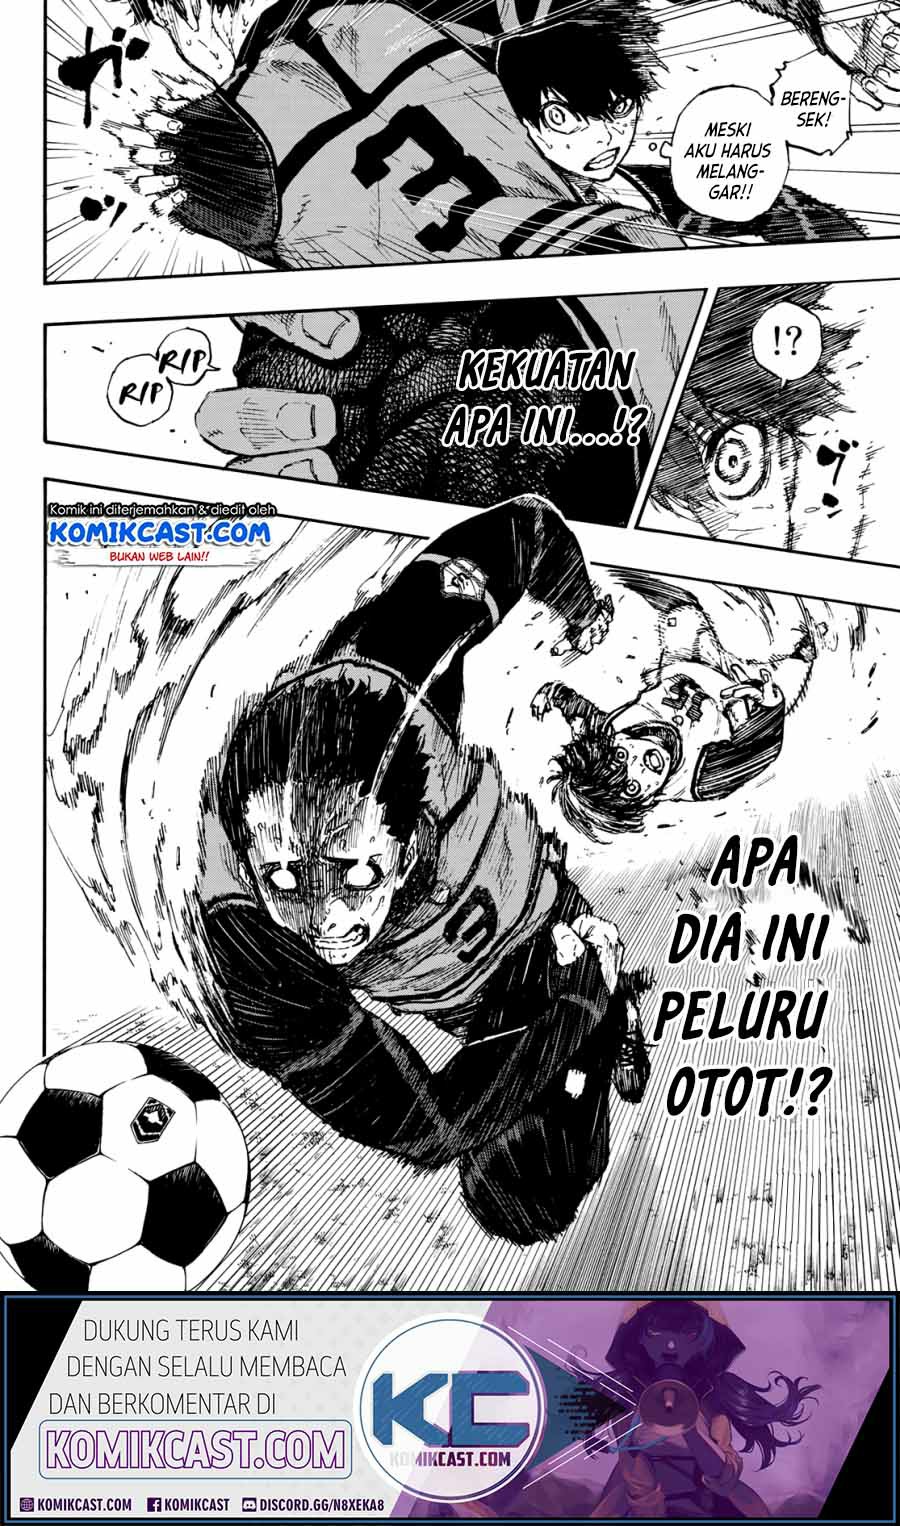 BERENG-
SEK!
MESKI
AKU HARUS
MELANG-
GAR!!
!?
KEKUATAN
APA INI....!?
RIP
RIP
Komik ini diterjemahkan & diedit oleh
KOMIKCAST.COM
BUKAN WEB LAIN!!
3
3
APA
DIA INI
PELURU
OTOT!?
DUKUNG TERUS KAMI
DENGAN SELALU MEMBACA
DAN BERKOMENTAR DI
KOMIKCAST.COM
KC
KOMIKCAST.COM
KOMIKCAST.COM
KOMIKCAST
DISCORD.GG/N8XEKA8